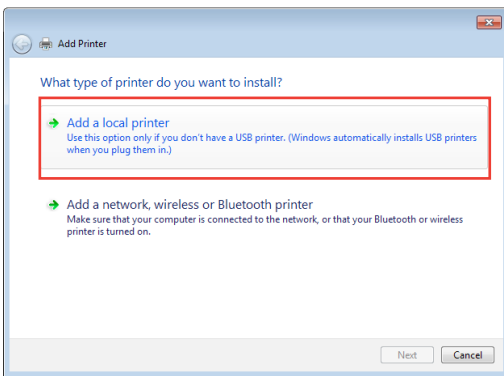 Add Printer
What type of printer do you want to install?
Add a local printer
Use this option only if you don't have a USB printer. (Windows automatically installs USB printers
when you plug them in.)
Add a network, wireless or Bluetooth printer
Make sure that your computer is connected to the network, or that your Bluetooth or wireless
printer is turned on.
Next Cancel